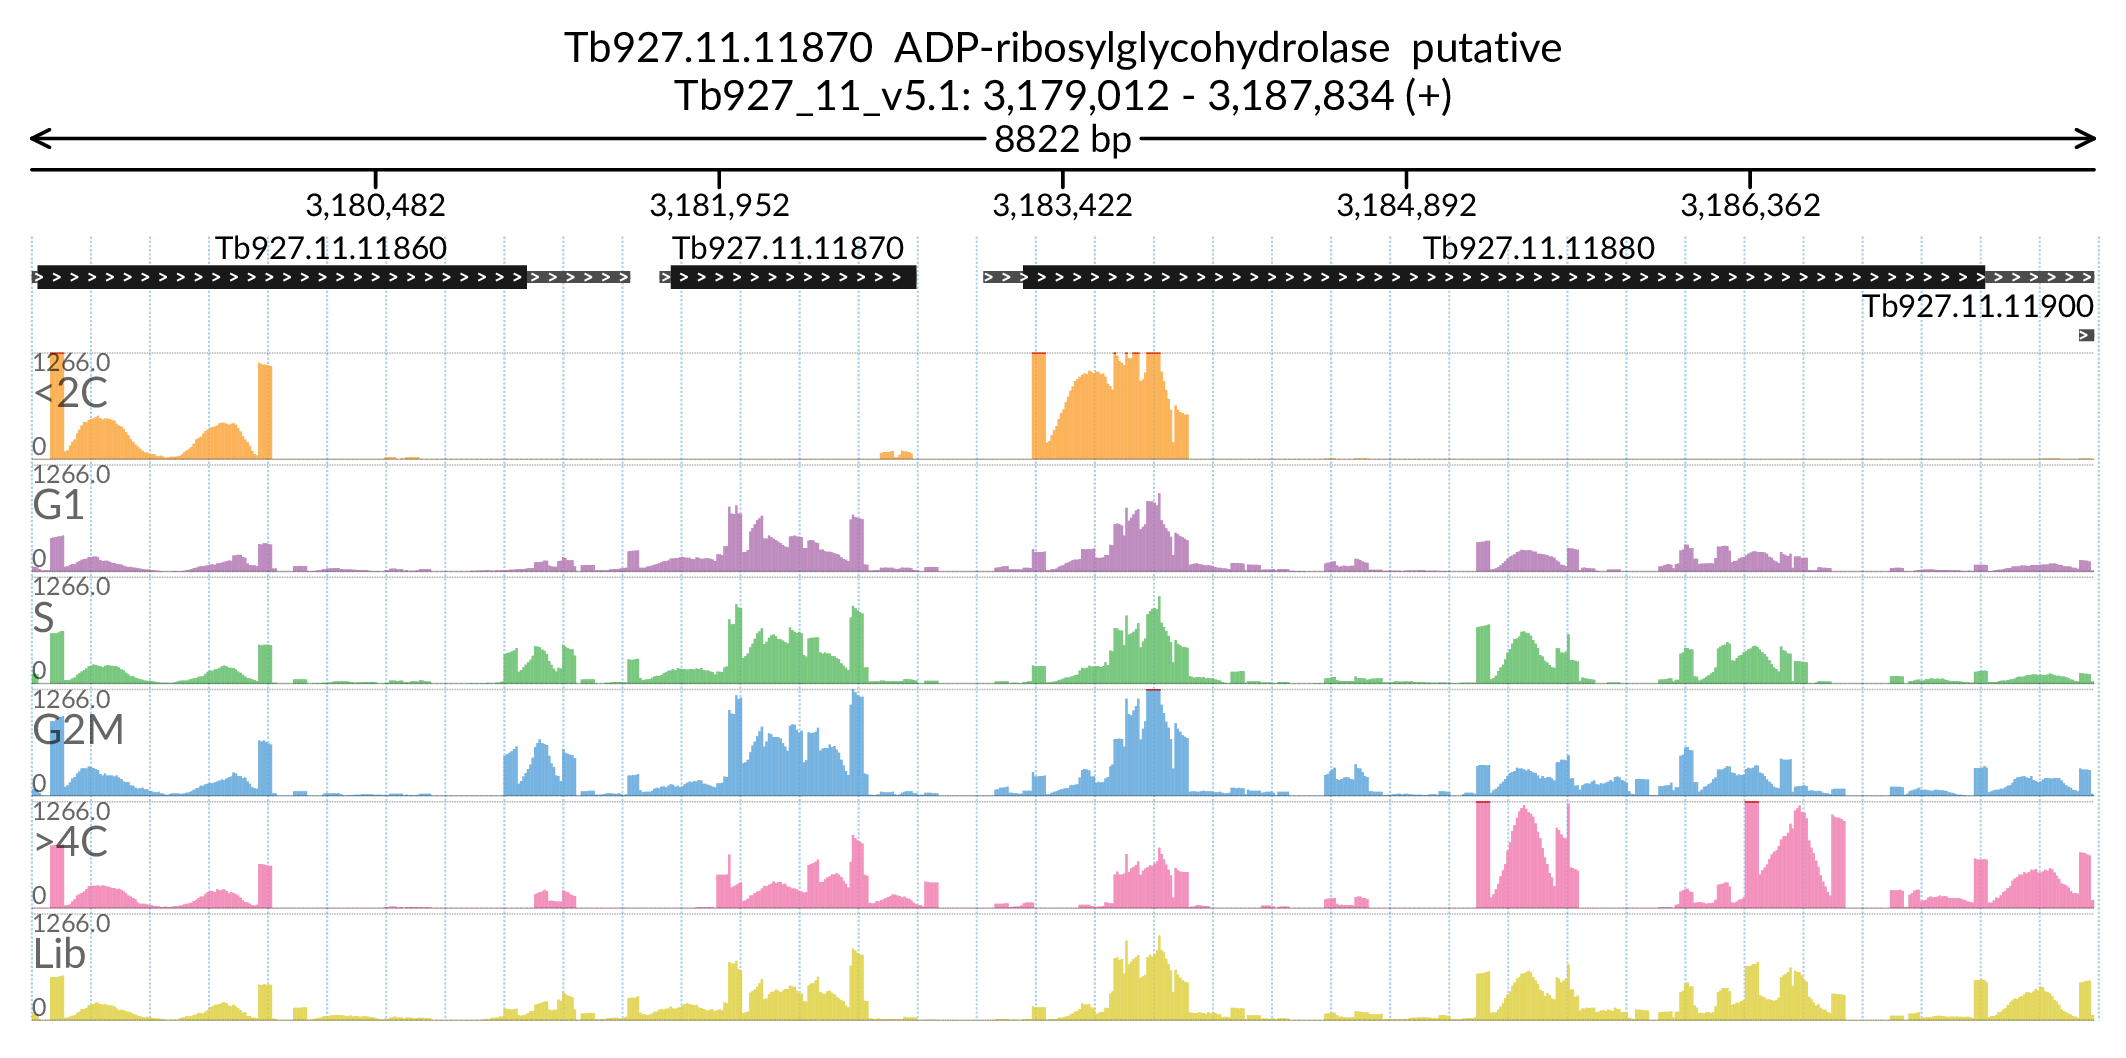 Tb927.11.11870 ADP-ribosylglycohydrolase putative
Tb927_11_v5.1: 3,179,012 - 3,187,834 (+)
8822 bp
3,180,482 3,181,952 3,183,422 3,184,892 3,186,362
Tb927.11.11860 Tb927.11.11870 Tb927.11.11880
Tb927.11.11900
1266.0
<2C
0
1266.0
G1
0
1266.0
S
0
1266.0
G2M
0
1266.0
>4C
0
1266.0
Lib
0